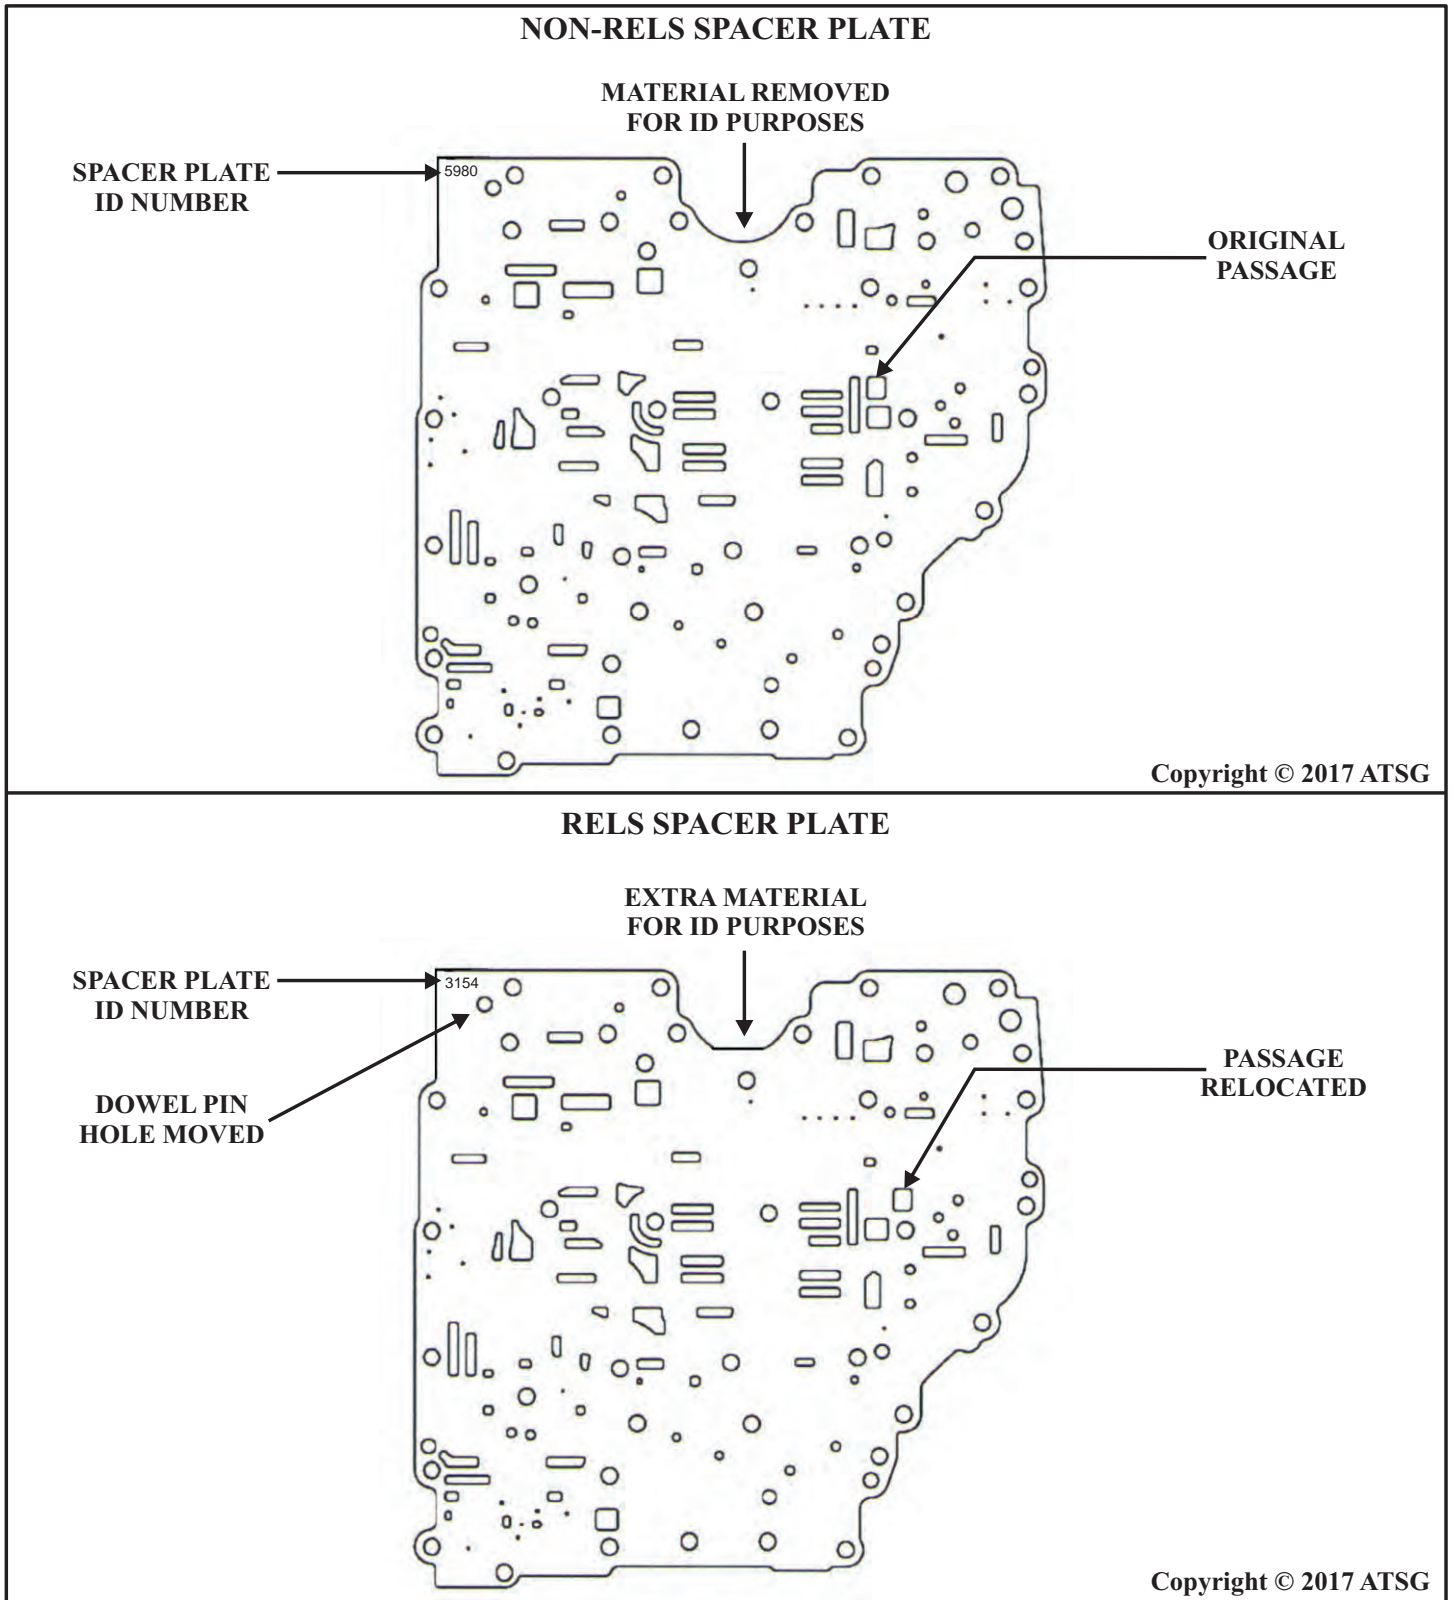 NON-RELS SPACER PLATE
MATERIAL REMOVED
FOR ID PURPOSES
SPACER PLATE
ID NUMBER
5980
ORIGINAL
PASSAGE
Copyright © 2017 ATSG
RELS SPACER PLATE
EXTRA MATERIAL
FOR ID PURPOSES
SPACER PLATE
ID NUMBER
3154
DOWEL PIN
HOLE MOVED
PASSAGE
RELOCATED
Copyright © 2017 ATSG